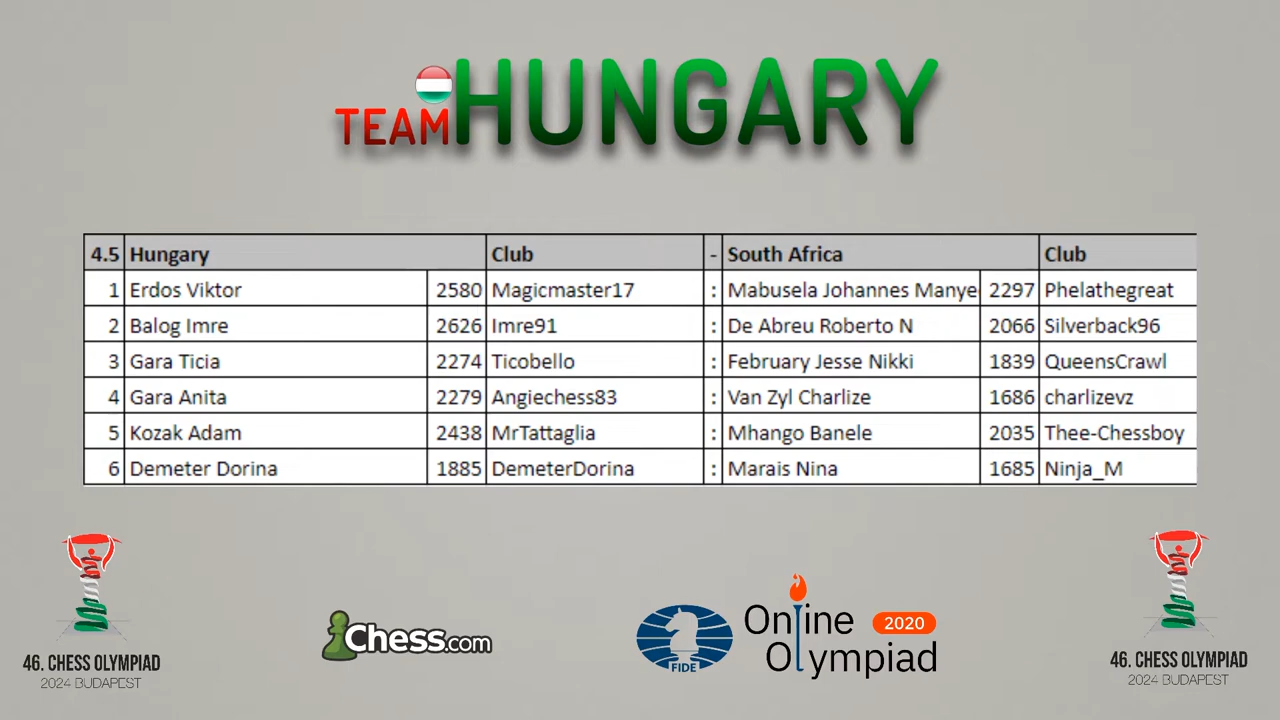 TEAM HUNGARY
4.5 Hungary Club - South Africa Club
1 Erdos Viktor 2580 Magicmaster17 : Mabusela Johannes Manye 2297 Phelathegreat
2 Balog Imre 2626 Imre91 : De Abreu Roberto N 2066 Silverback96
3 Gara Ticia 2274 Ticobello : February Jesse Nikki 1839 QueensCrawl
4 Gara Anita 2279 Angiechess83 : Van Zyl Charlize 1686 charlizevz
5 Kozak Adam 2438 MrTattaglia : Mhango Banele 2035 Thee-Chessboy
6 Demeter Dorina 1885 DemeterDorina : Marais Nina 1685 Ninja_M
46. CHESS OLYMPIAD
2024 BUDAPEST
Chess.com
FIDE
Online 2020
Olympiad
46. CHESS OLYMPIAD
2024 BUDAPEST